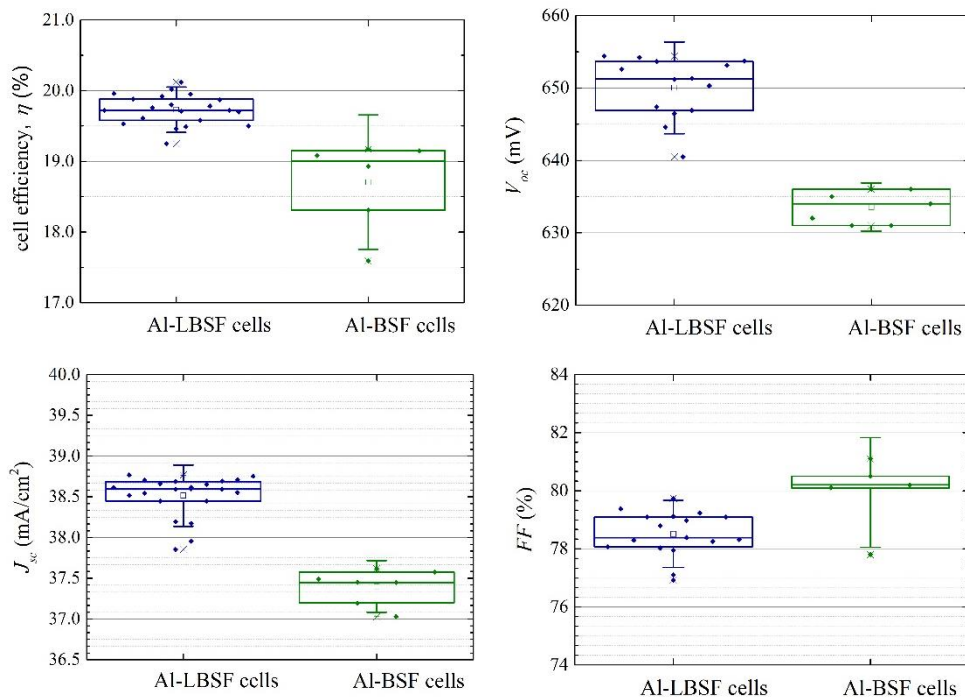 cell efficiency, η (%)
21.0
20.0
19.0
18.0
17.0
Al-LBSF cells
Al-BSF cells
Voc (mV)
660
650
640
630
620
Al-LBSF cells
Al-BSF cells
Jsc (mA/cm²)
40.0
39.5
39.0
38.5
38.0
37.5
37.0
36.5
Al-LBSF cells
Al-BSF cells
FF (%)
84
82
80
78
76
74
Al-LBSF cells
Al-BSF cells